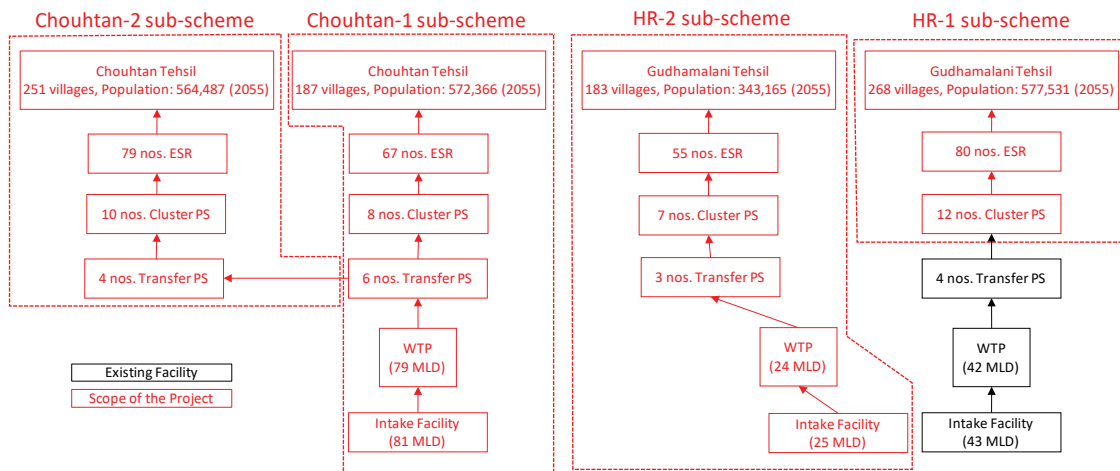 Chouhtan-2 sub-scheme
Chouhtan-1 sub-scheme
HR-2 sub-scheme
HR-1 sub-scheme
Chouhtan Tehsil
251 villages, Population: 564,487 (2055)
Chouhtan Tehsil
187 villages, Population: 572,366 (2055)
Gudhamalani Tehsil
183 villages, Population: 343,165 (2055)
Gudhamalani Tehsil
268 villages, Population: 577,531 (2055)
79 nos. ESR
67 nos. ESR
55 nos. ESR
80 nos. ESR
10 nos. Cluster PS
8 nos. Cluster PS
7 nos. Cluster PS
12 nos. Cluster PS
4 nos. Transfer PS
6 nos. Transfer PS
3 nos. Transfer PS
4 nos. Transfer PS
WTP
(79 MLD)
WTP
(24 MLD)
WTP
(42 MLD)
Existing Facility
Scope of the Project
Intake Facility
(81 MLD)
Intake Facility
(25 MLD)
Intake Facility
(43 MLD)